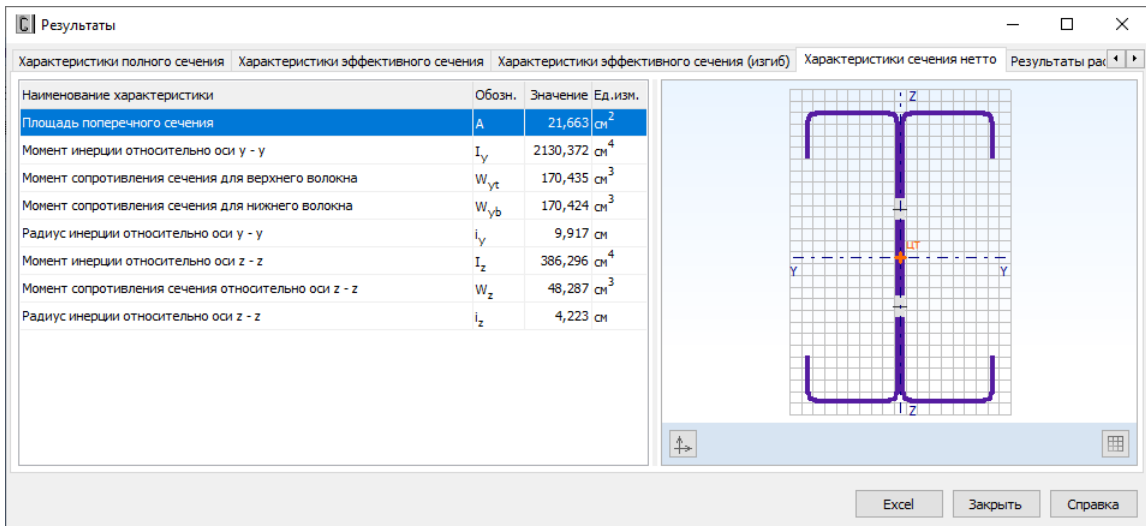 Результаты
Характеристики полного сечения Характеристики эффективного сечения Характеристики эффективного сечения (изгиб) Характеристики сечения нетто Результаты рас
Наименование характеристики Обозн. Значение Ед.изм.
Площадь поперечного сечения A 21,663 см2
Момент инерции относительно оси y - y Iy 2130,372 см4
Момент сопротивления сечения для верхнего волокна Wyt 170,435 см3
Момент сопротивления сечения для нижнего волокна Wyb 170,424 см3
Радиус инерции относительно оси y - y iy 9,917 см
Момент инерции относительно оси z - z Iz 386,296 см4
Момент сопротивления сечения относительно оси z - z Wz 48,287 см3
Радиус инерции относительно оси z - z iz 4,223 см
Z
ЦТ
Y Y
Z
Excel Закрыть Справка